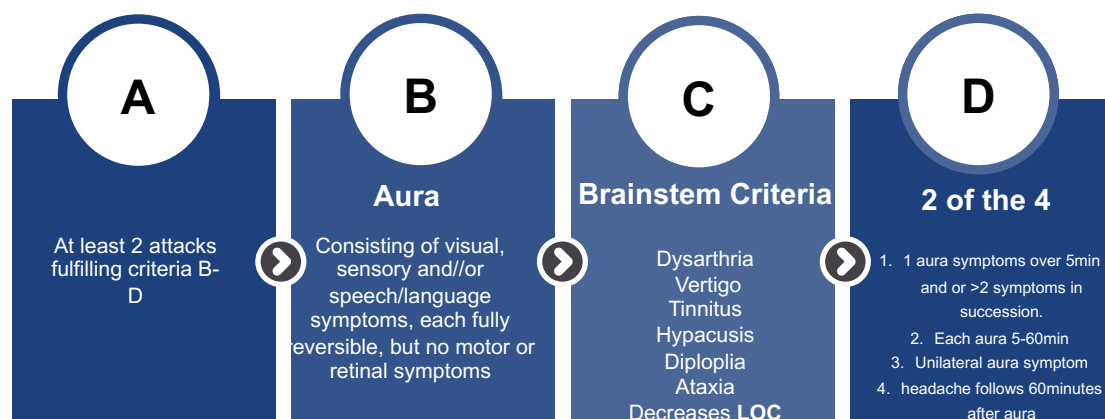 A
At least 2 attacks
fulfilling criteria B-
D
B
Aura
Consisting of visual,
sensory and//or
speech/language
symptoms, each fully
reversible, but no motor or
retinal symptoms
C
Brainstem Criteria
Dysarthria
Vertigo
Tinnitus
Hypacusis
Diploplia
Ataxia
Decreases LOC
D
2 of the 4
1. 1 aura symptoms over 5min
and or >2 symptoms in
succession.
2. Each aura 5-60min
3. Unilateral aura symptom
4. headache follows 60minutes
after aura